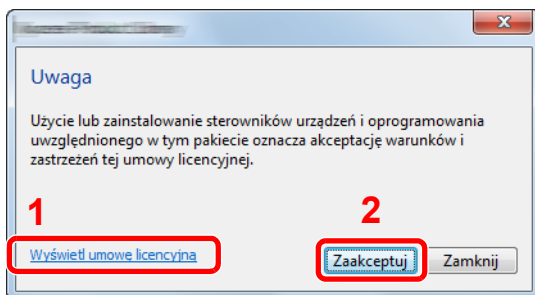 x
Uwaga
Użycie lub zainstalowanie sterowników urządzeń i oprogramowania
uwzględnionego w tym pakiecie oznacza akceptację warunków i
zastrzeżeń tej umowy licencyjnej.
1
2
Wyświetl umowę licencyjną
Zaakceptuj
Zamknij